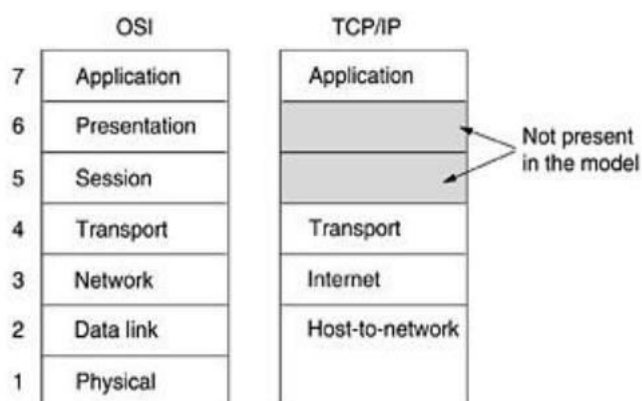 OSI TCP/IP
7 Application Application
6 Presentation
Not present
in the model
5 Session
4 Transport Transport
3 Network Internet
2 Data link Host-to-network
1 Physical